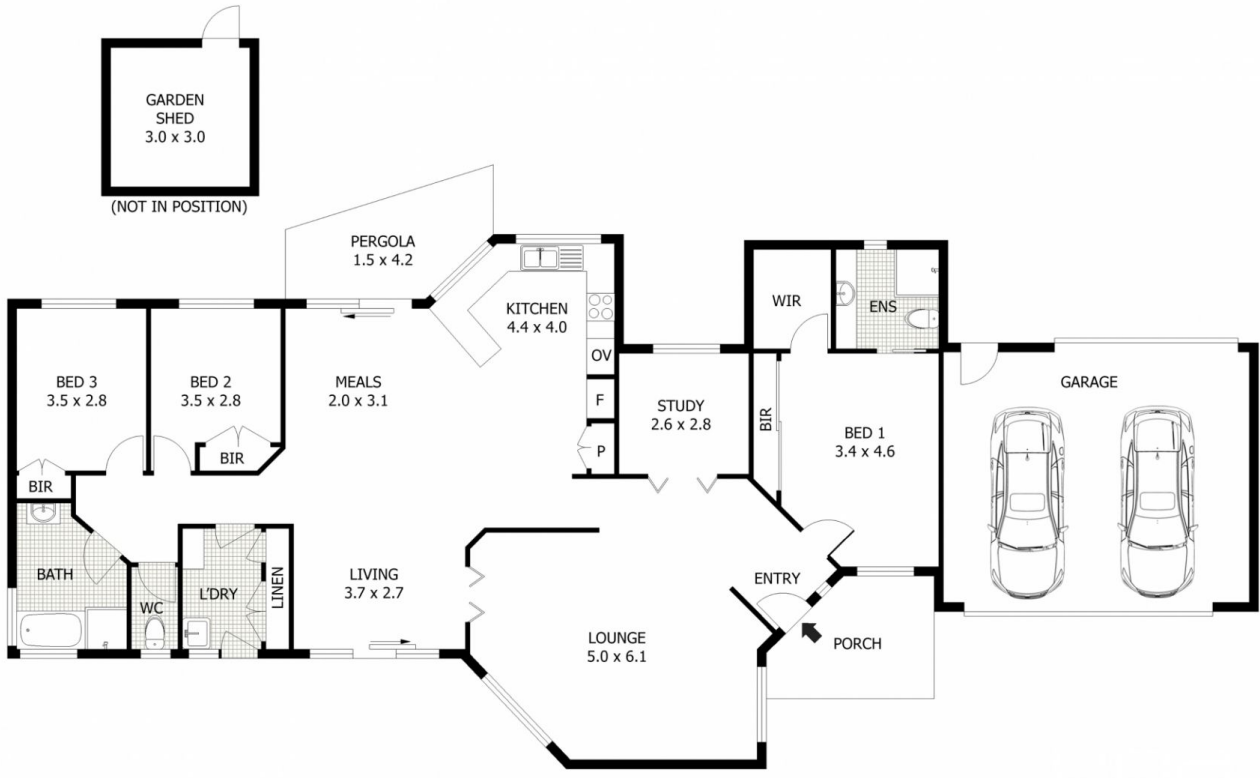 GARDEN
SHED
3.0 x 3.0
(NOT IN POSITION)
PERGOLA
1.5 x 4.2
KITCHEN
4.4 x 4.0
OV
F
P
WIR
ENS
GARAGE
BED 3
3.5 x 2.8
BED 2
3.5 x 2.8
MEALS
2.0 x 3.1
STUDY
2.6 x 2.8
BIR
BED 1
3.4 x 4.6
BIR
BIR
BATH
WC
L'DRY
LINEN
LIVING
3.7 x 2.7
ENTRY
LOUNGE
5.0 x 6.1
PORCH